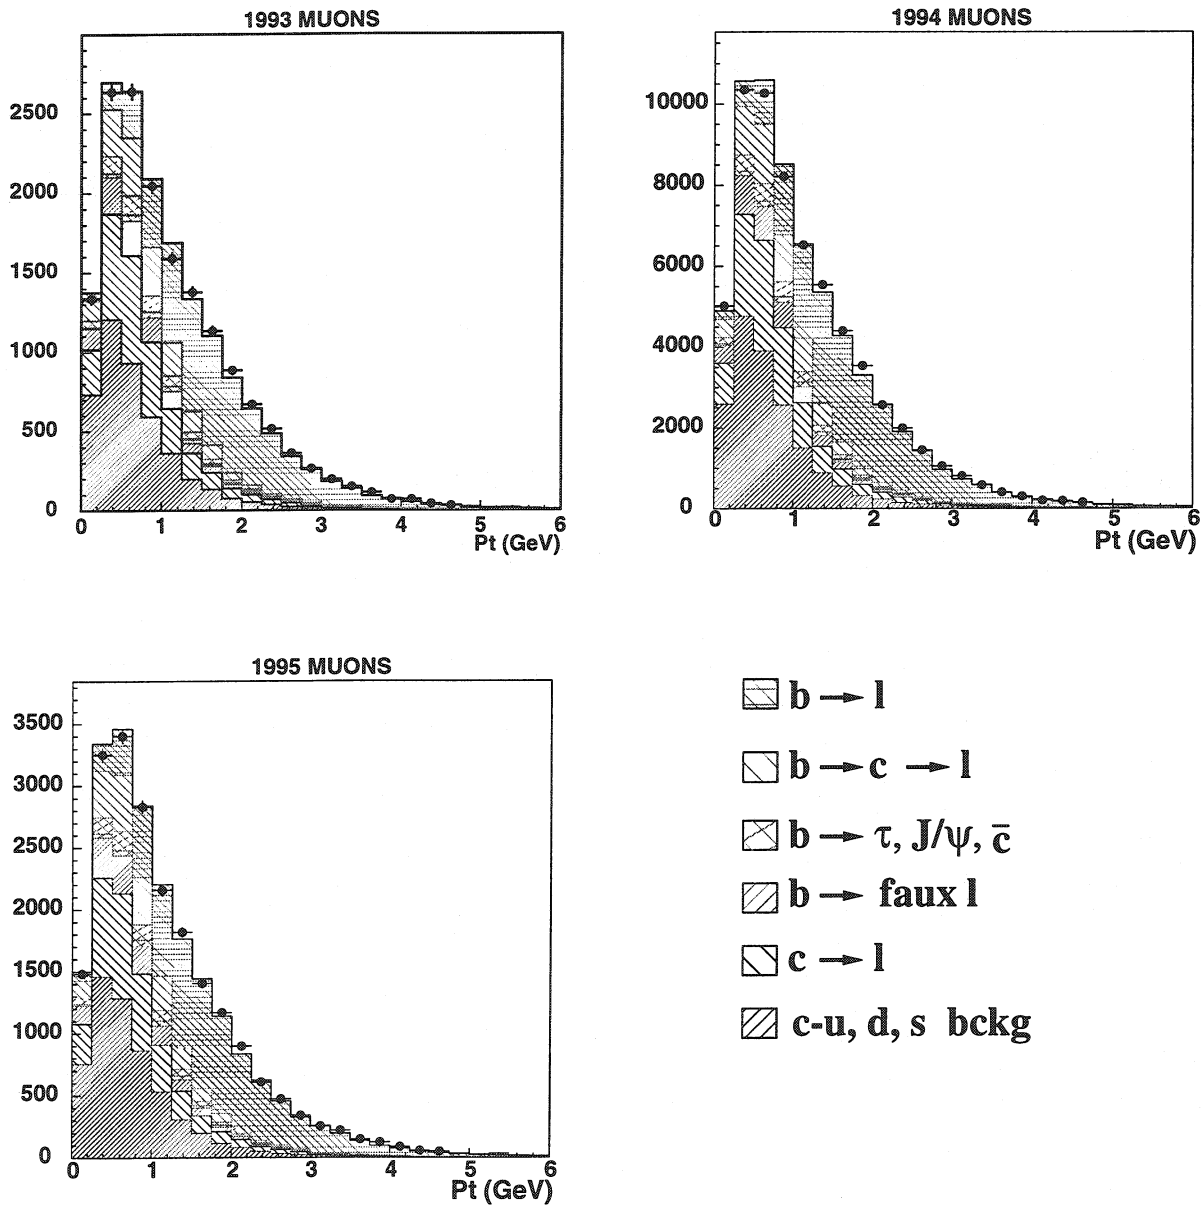 1993 MUONS
2500
2000
1500
1000
500
0
0 1 2 3 4 5 6
Pt (GeV)
1994 MUONS
10000
8000
6000
4000
2000
0
0 1 2 3 4 5 6
Pt (GeV)
1995 MUONS
3500
3000
2500
2000
1500
1000
500
0
0 1 2 3 4 5 6
Pt (GeV)
b → l
b → c → l
b → τ, J/ψ, c̄
b → faux l
c → l
c-u, d, s bckg